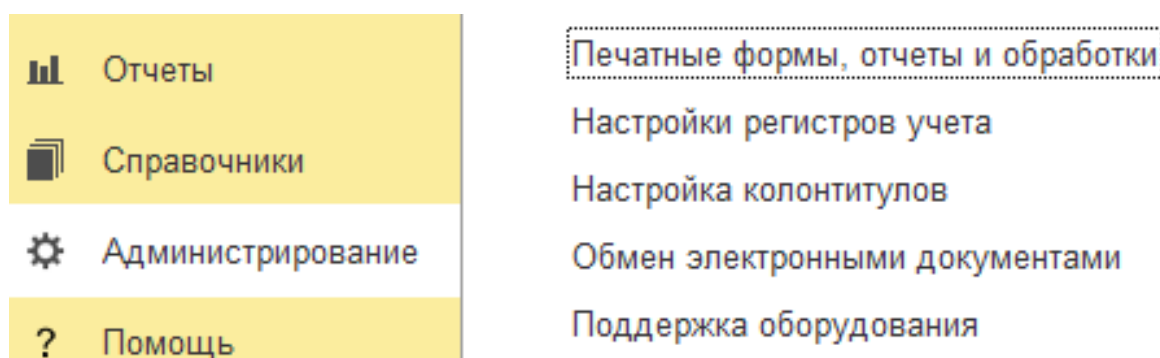 Отчеты
Справочники
Администрирование
? Помощь
Печатные формы, отчеты и обработки
Настройки регистров учета
Настройка колонтитулов
Обмен электронными документами
Поддержка оборудования